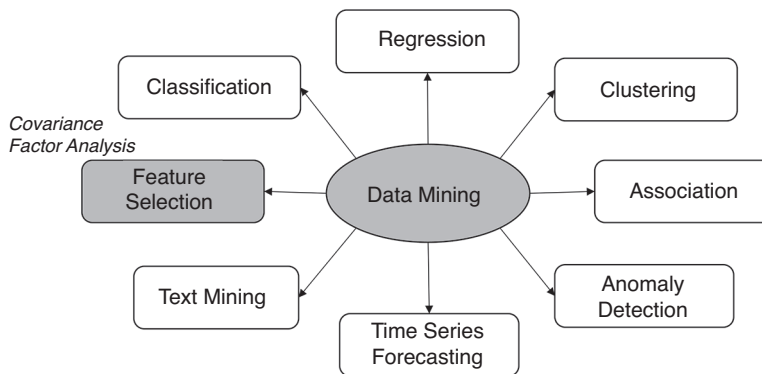 Regression
Classification
Clustering
Covariance
Factor Analysis
Feature
Selection
Data Mining
Association
Text Mining
Anomaly
Detection
Time Series
Forecasting